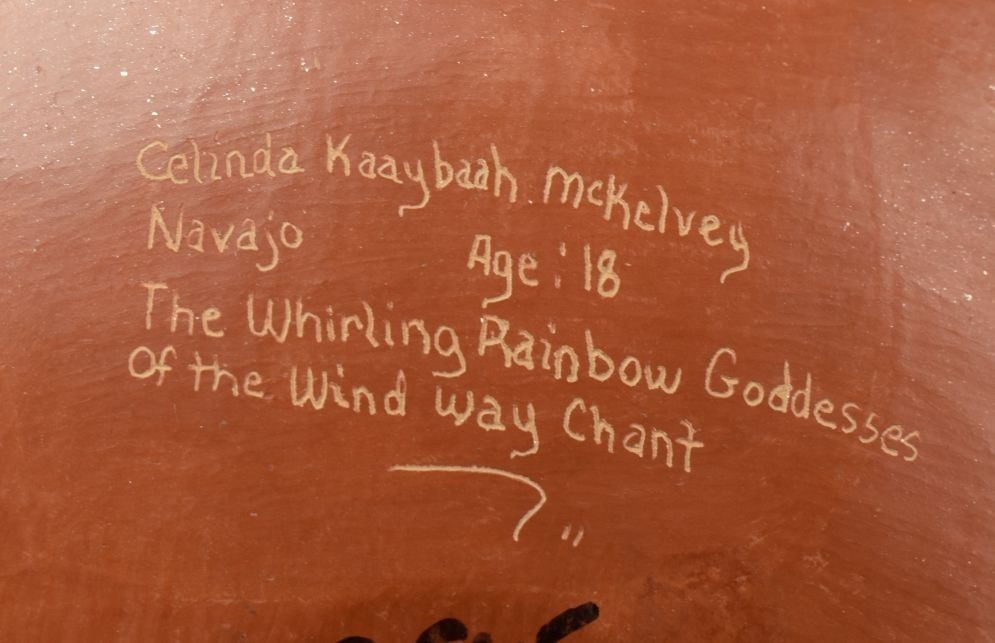 Celinda Kaaybaah McKelvey
Navajo Age: 18
The Whirling Rainbow Goddesses
Of the Wind way Chant